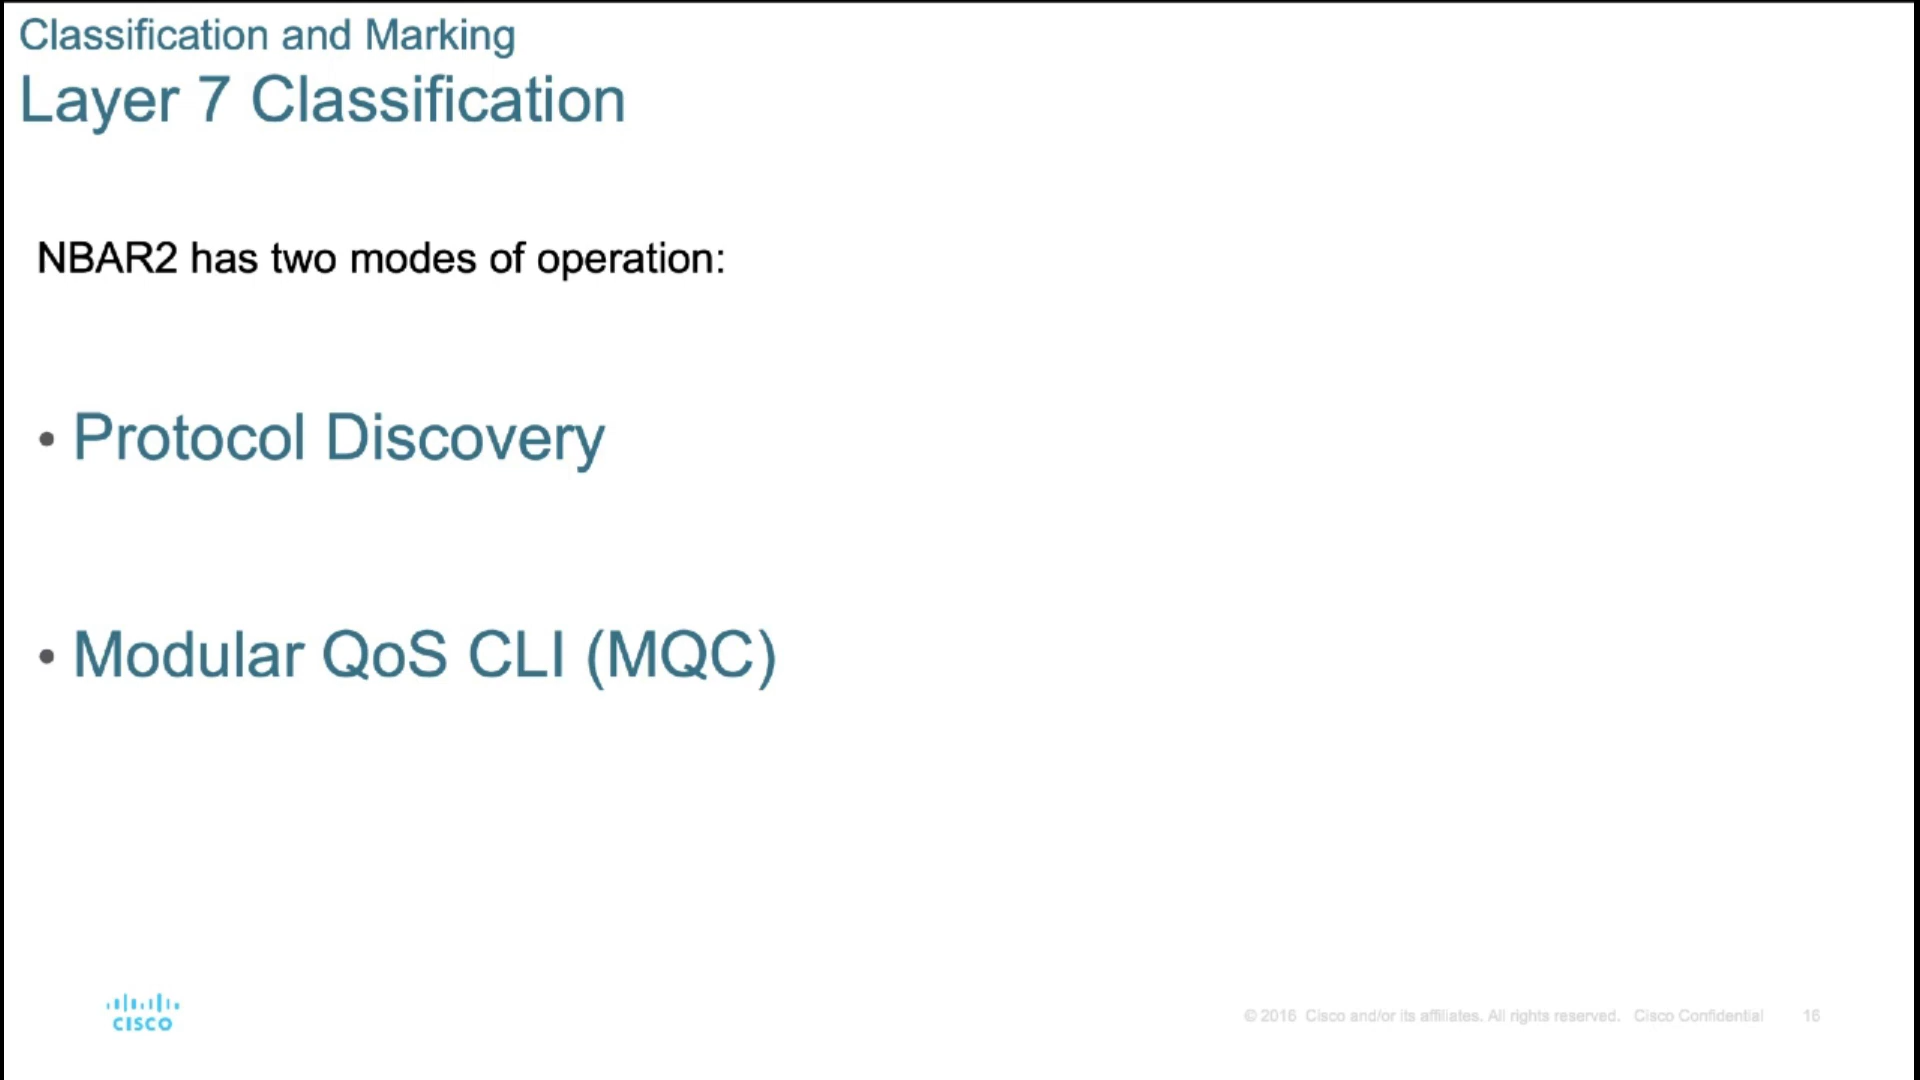 Classification and Marking
Layer 7 Classification
NBAR2 has two modes of operation:
• Protocol Discovery
• Modular QoS CLI (MQC)
CISCO
© 2016 Cisco and/or its affiliates. All rights reserved. Cisco Confidential 16